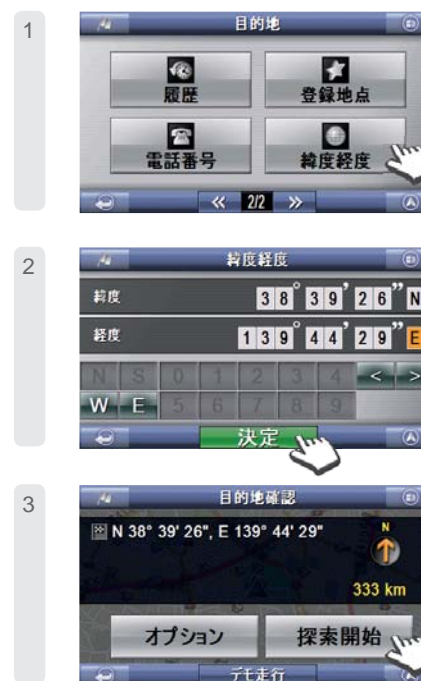 1
目的地
履歴
登録地点
電話番号
緯度経度
≪ 2/2 ≫
2
緯度経度
緯度 38° 39' 26" N
経度 139° 44' 29" E
N S 0 1 2 3 4 < >
W E 5 6 7 8 9
決定
3
目的地確認
N 38° 39' 26", E 139° 44' 29"
N
333 km
オプション
探索開始
デモ走行